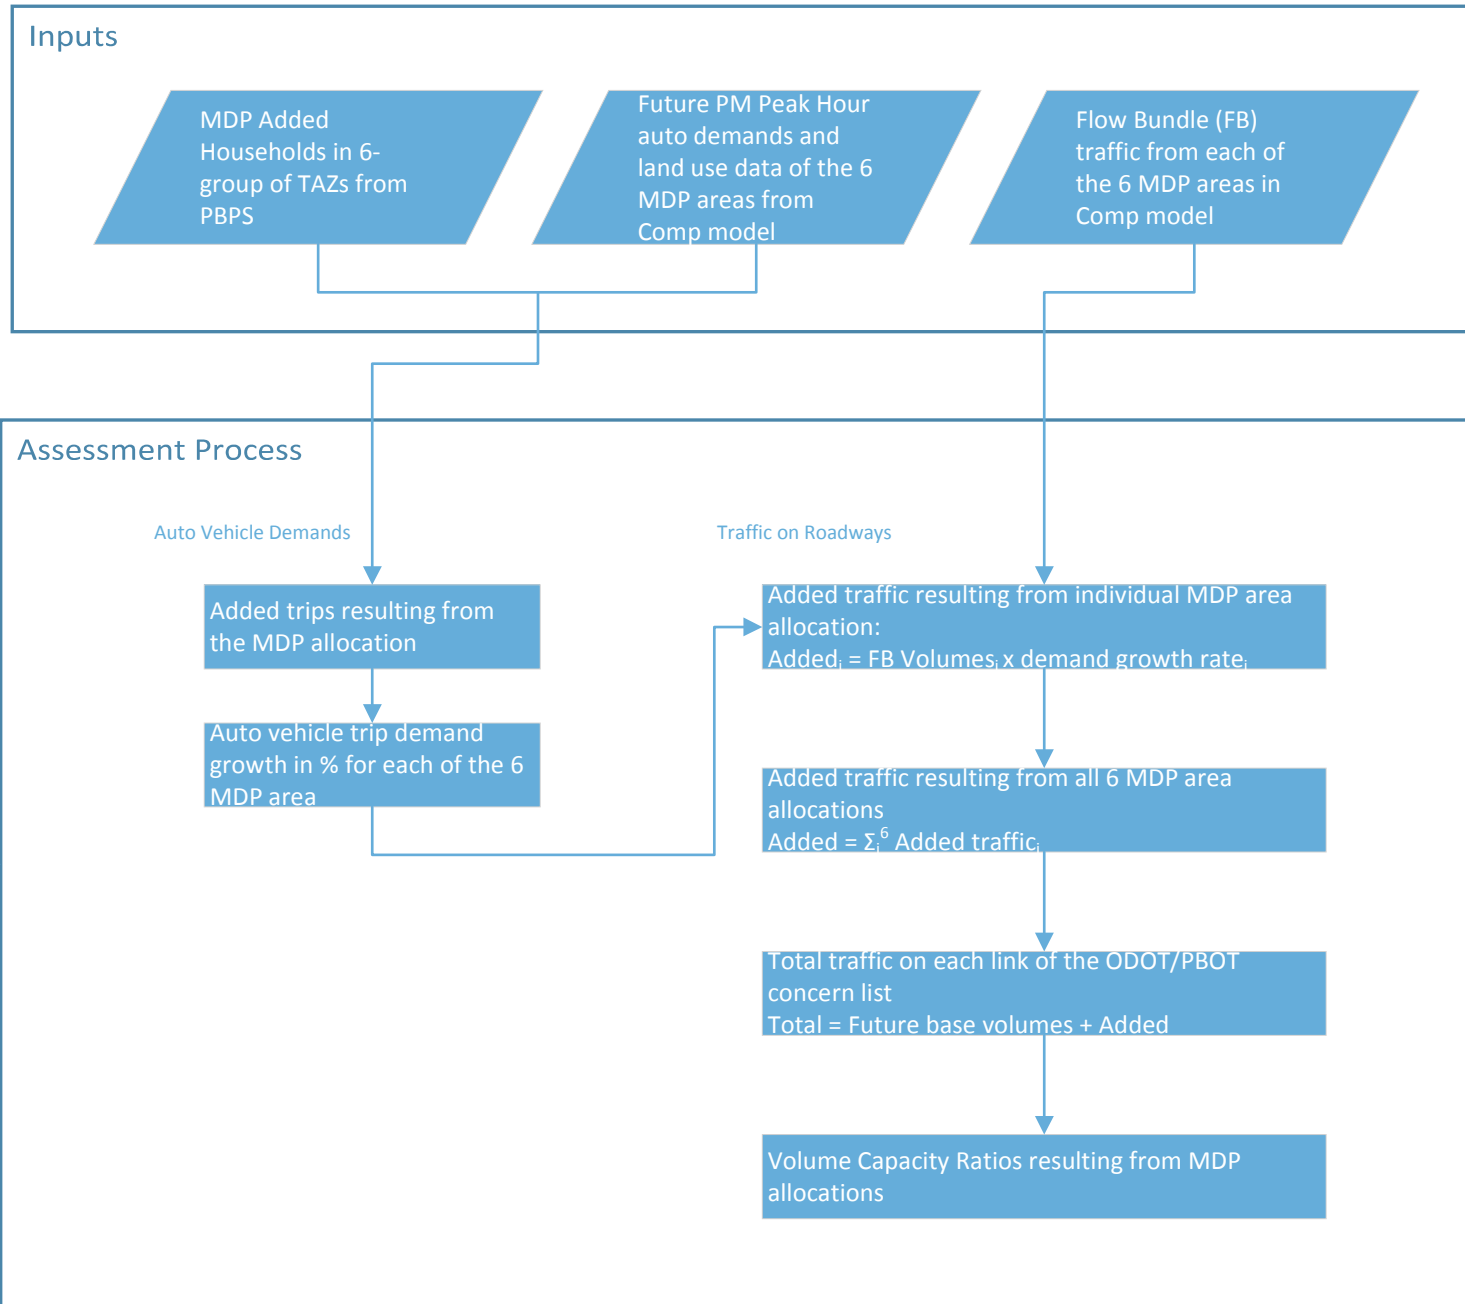 Inputs
MDP Added
Households in 6-
group of TAZs from
PBPS
Future PM Peak Hour
auto demands and
land use data of the 6
MDP areas from
Comp model
Flow Bundle (FB)
traffic from each of
the 6 MDP areas in
Comp model
Assessment Process
Auto Vehicle Demands
Added trips resulting from
the MDP allocation
Auto vehicle trip demand
growth in % for each of the 6
MDP area
Traffic on Roadways
Added traffic resulting from individual MDP area
allocation:
Addedᵢ = FB Volumesᵢ x demand growth rateᵢ
Added traffic resulting from all 6 MDP area
allocations
Added = Σᵢ⁶ Added trafficᵢ
Total traffic on each link of the ODOT/PBOT
concern list
Total = Future base volumes + Added
Volume Capacity Ratios resulting from MDP
allocations